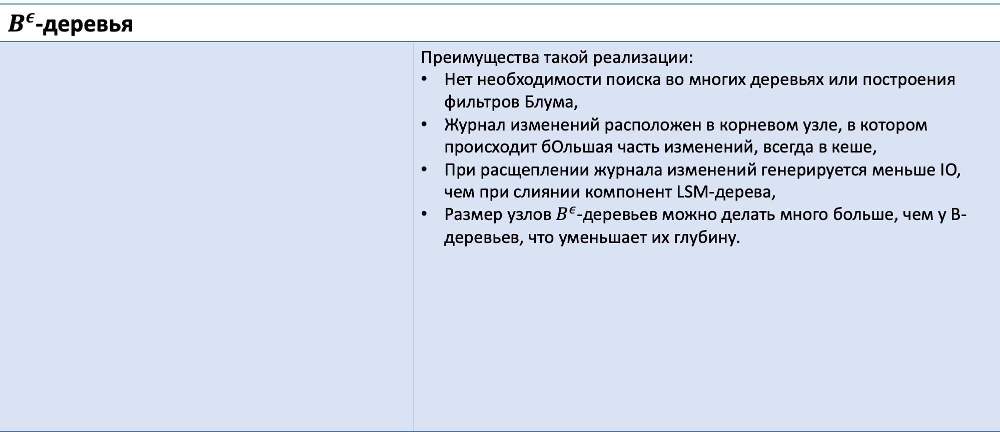 B^ϵ-деревья
Преимущества такой реализации:
• Нет необходимости поиска во многих деревьях или построения
фильтров Блума,
• Журнал изменений расположен в корневом узле, в котором
происходит бОльшая часть изменений, всегда в кеше,
• При расщеплении журнала изменений генерируется меньше IO,
чем при слиянии компонент LSM-дерева,
• Размер узлов B^ϵ-деревьев можно делать много больше, чем у B-
деревьев, что уменьшает их глубину.